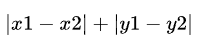 |x1 − x2| + |y1 − y2|